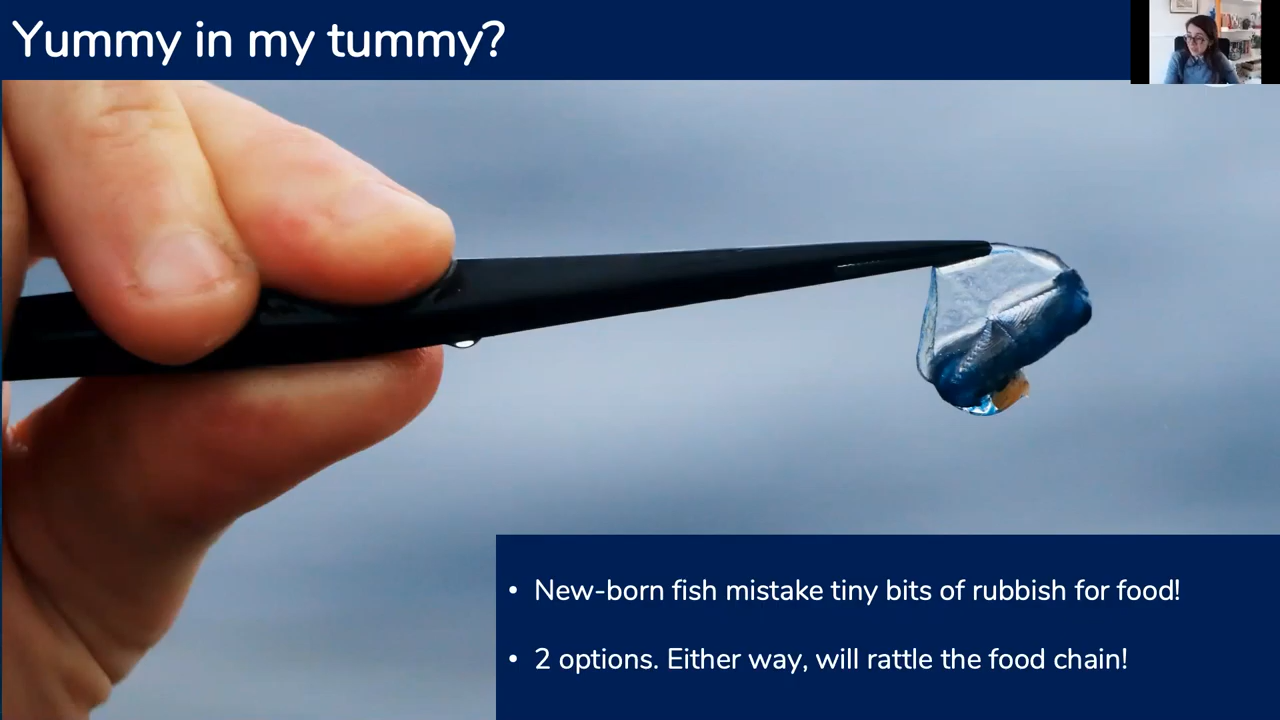 Yummy in my tummy?
• New-born fish mistake tiny bits of rubbish for food!
• 2 options. Either way, will rattle the food chain!